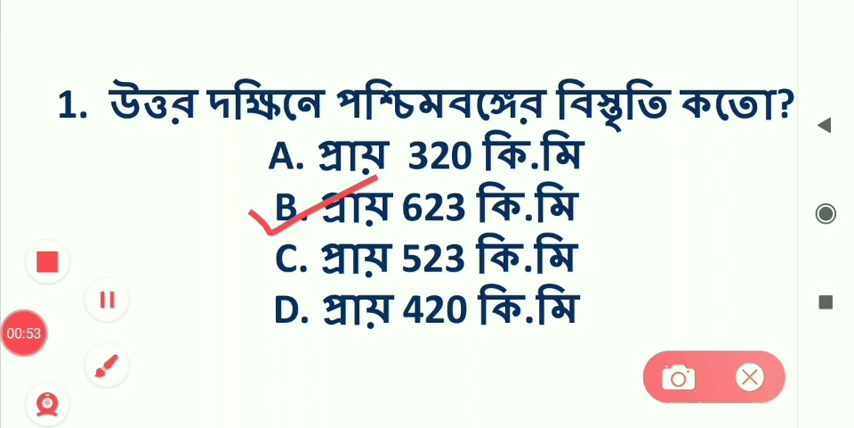 1. উত্তর দক্ষিনে পশ্চিমবঙ্গের বিস্তৃতি কতো?
A. প্রায় 320 কি.মি
B. প্রায় 623 কি.মি
C. প্রায় 523 কি.মি
D. প্রায় 420 কি.মি
00:53